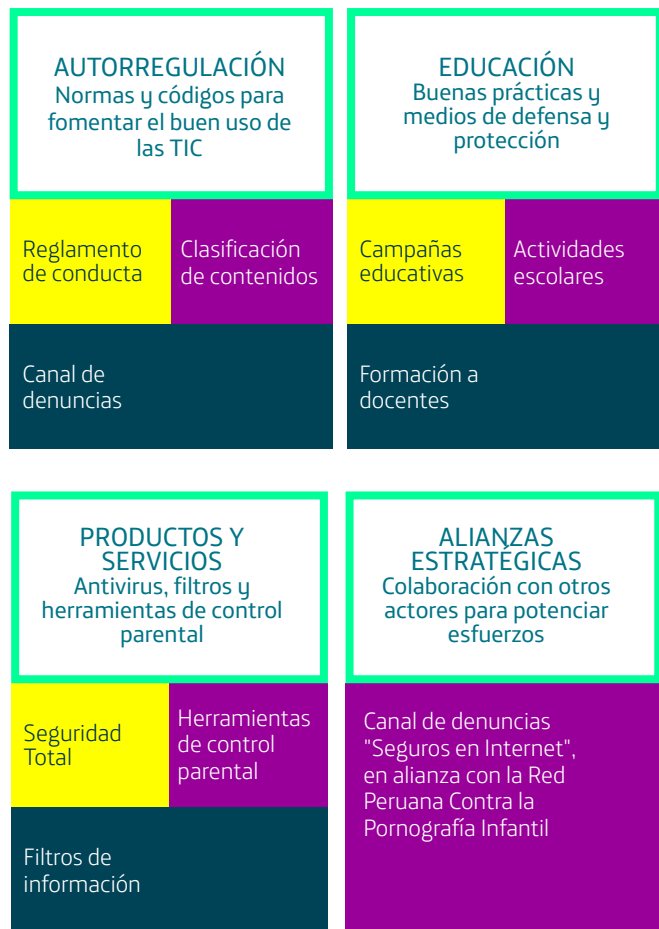 AUTORREGULACIÓN
Normas y códigos para
fomentar el buen uso de
las TIC
Reglamento
de conducta
Clasificación
de contenidos
Canal de
denuncias
EDUCACIÓN
Buenas prácticas y
medios de defensa y
protección
Campañas
educativas
Actividades
escolares
Formación a
docentes
PRODUCTOS Y
SERVICIOS
Antivirus, filtros y
herramientas de control
parental
Seguridad
Total
Herramientas
de control
parental
Filtros de
información
ALIANZAS
ESTRATÉGICAS
Colaboración con otros
actores para potenciar
esfuerzos
Canal de denuncias
"Seguros en Internet",
en alianza con la Red
Peruana Contra la
Pornografía Infantil